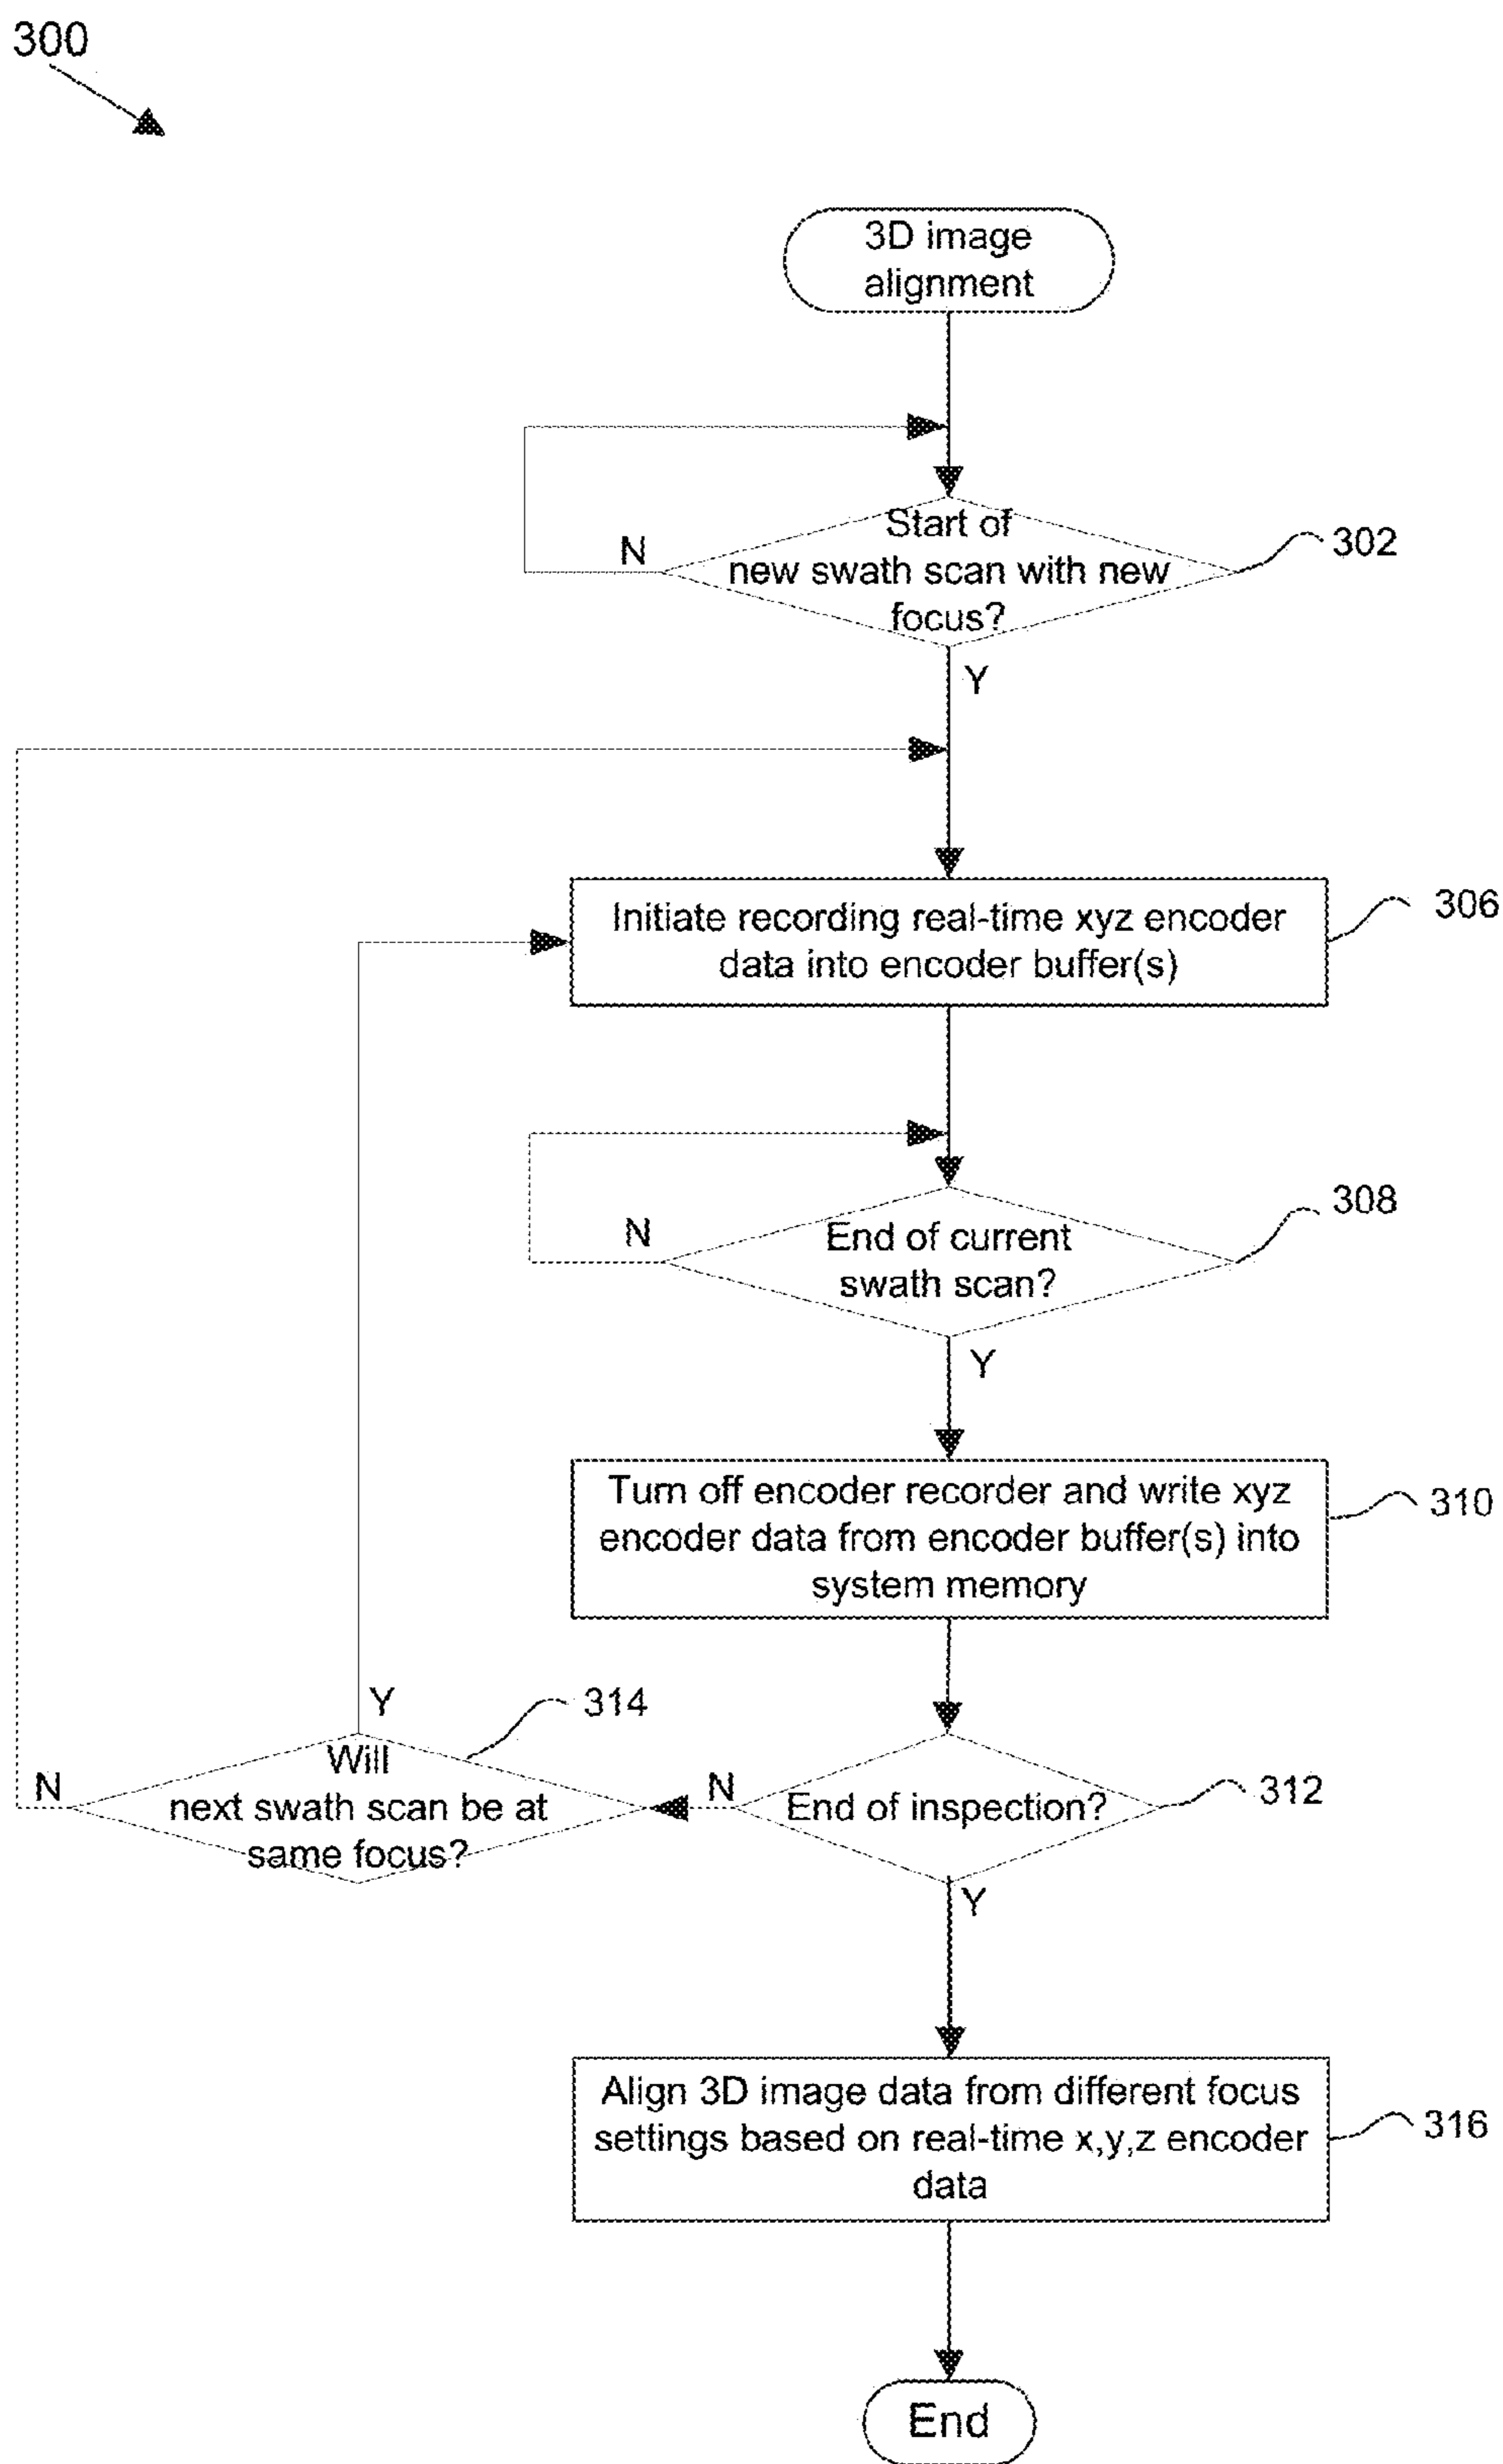 300
3D image
alignment
Start of
new swath scan with new
focus?
N
302
Y
Initiate recording real-time xyz encoder
data into encoder buffer(s)
306
End of current
swath scan?
N
308
Y
Turn off encoder recorder and write xyz
encoder data from encoder buffer(s) into
system memory
310
Y
314
Will
next swath scan be at
same focus?
N
N
End of inspection?
312
Y
Align 3D image data from different focus
settings based on real-time x,y,z encoder
data
316
End